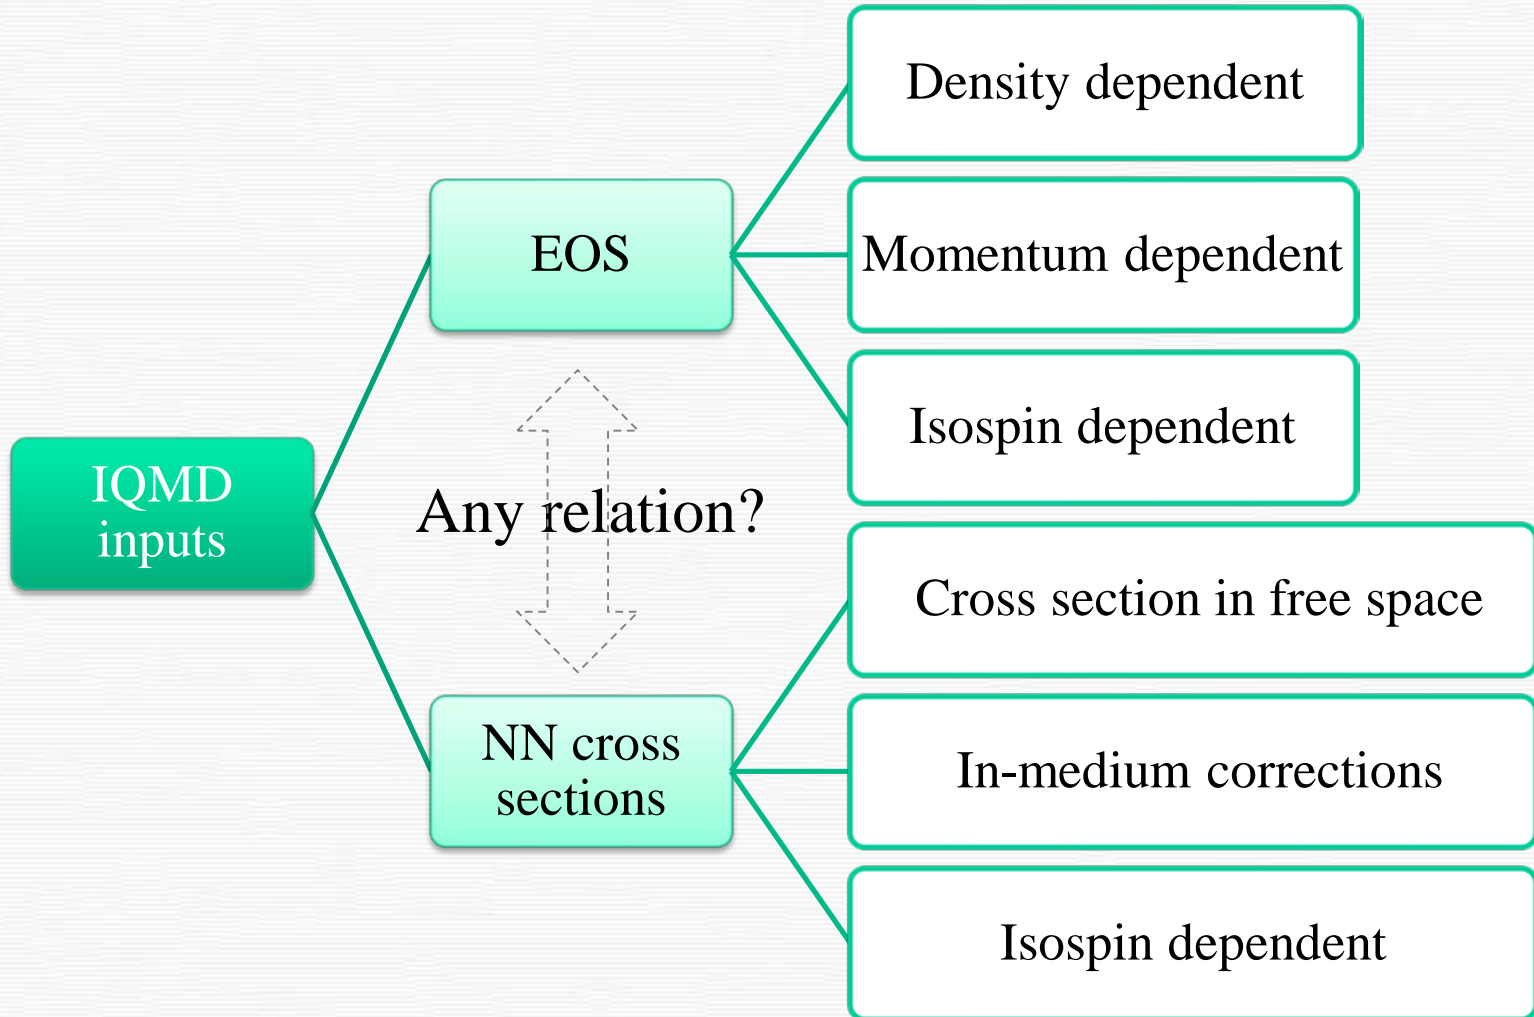 IQMD
inputs
EOS
Any relation?
NN cross
sections
Density dependent
Momentum dependent
Isospin dependent
Cross section in free space
In-medium corrections
Isospin dependent